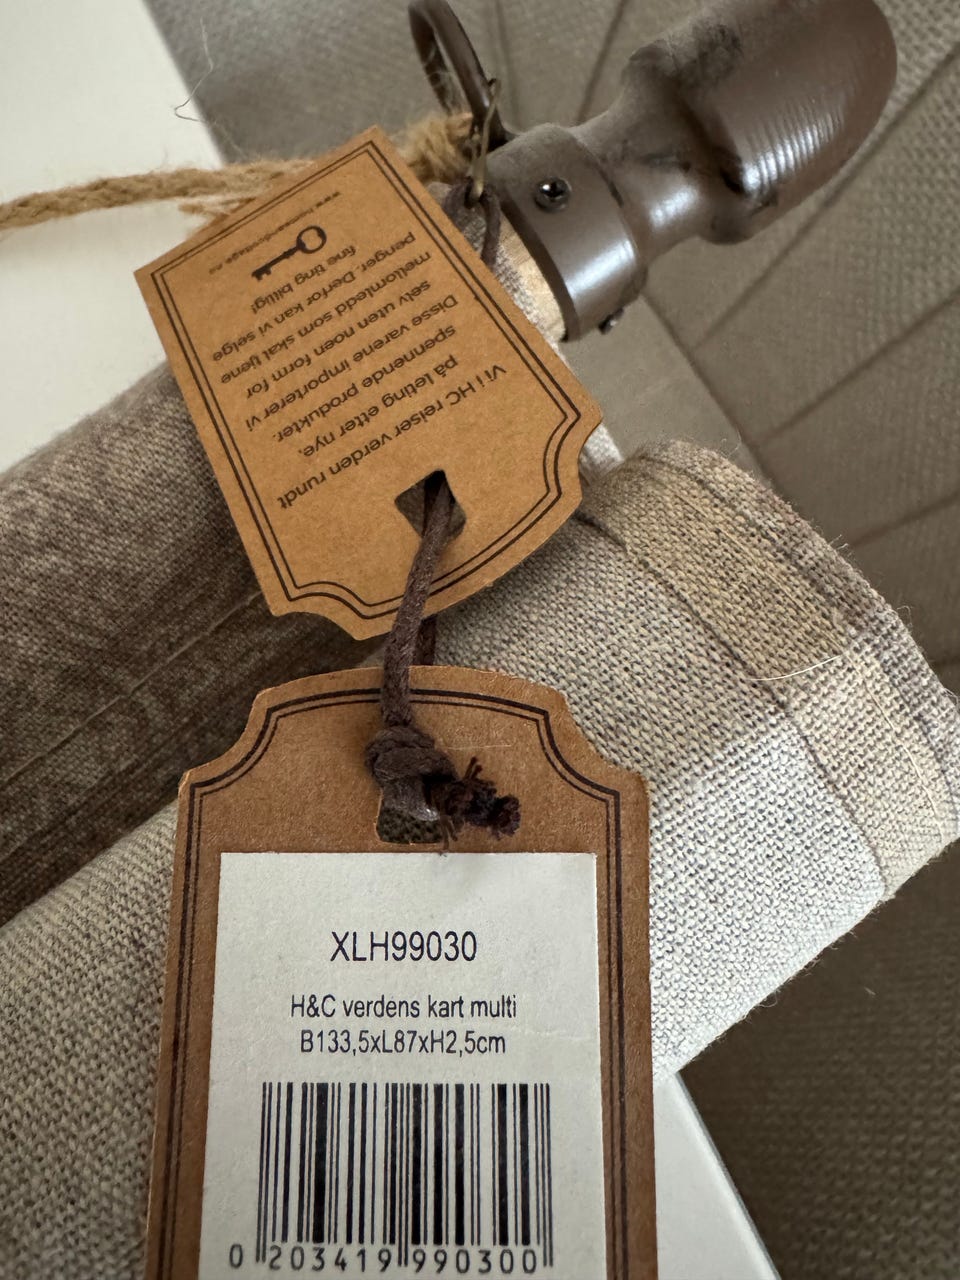 Vi i HC reiser verden rundt
på leting etter nye,
spennende produkter.
Disse varene importerer vi
selv uten noen form for
mellomledd som skal tjene
penger. Derfor kan vi selge
fine ting billig!
XLH99030
H&C verdens kart multi
B133,5xL87xH2,5cm
0 203419 990300